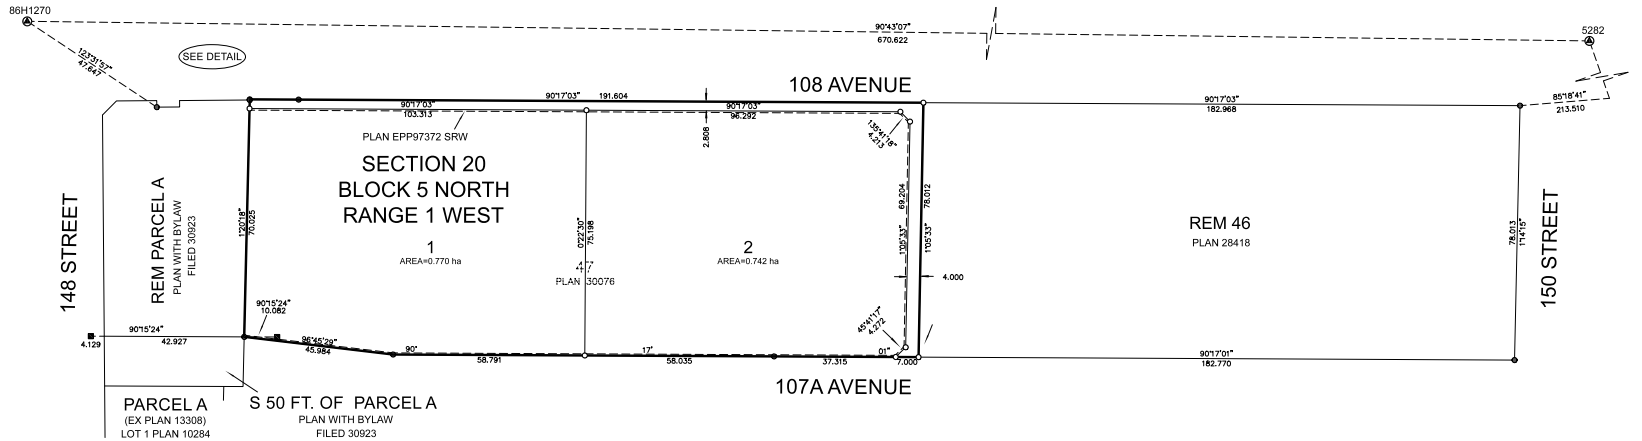 86H1270
90°43'07"
670.622
5282
123°31'57"
47.647
SEE DETAIL
108 AVENUE
85°18'41"
213.510
90°17'03" 191.604
90°17'03"
103.313
90°17'03"
96.292
90°17'03"
182.968
2.808
135°41'18"
4.213
PLAN EPP97372 SRW
SECTION 20
BLOCK 5 NORTH
RANGE 1 WEST
148 STREET
REM PARCEL A
PLAN WITH BYLAW
FILED 30923
1°20'18"
70.025
1
AREA=0.770 ha
0°22'30"
75.198
47
PLAN 30076
2
AREA=0.742 ha
69.204
1°05'33"
78.012
1°05'33"
4.000
REM 46
PLAN 28418
78.013
1°14'15"
150 STREET
90°15'24"
10.082
4.129
90°15'24"
42.927
96°45'29"
45.984
90°
58.791
17'
58.035
37.315
01"
7.000
45°41'17"
4.272
90°17'01"
182.770
107A AVENUE
PARCEL A
(EX PLAN 13308)
LOT 1 PLAN 10284
S 50 FT. OF PARCEL A
PLAN WITH BYLAW
FILED 30923